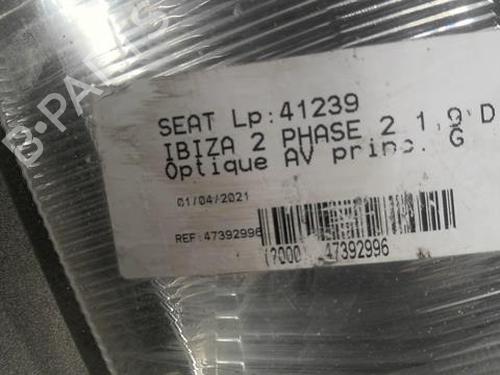 B-PARTS
SEAT Lp:41239
IBIZA 2 PHASE 2 1.9 D
Optique AV princ. G
01/04/2021
REF:47392996
(7000 47392996